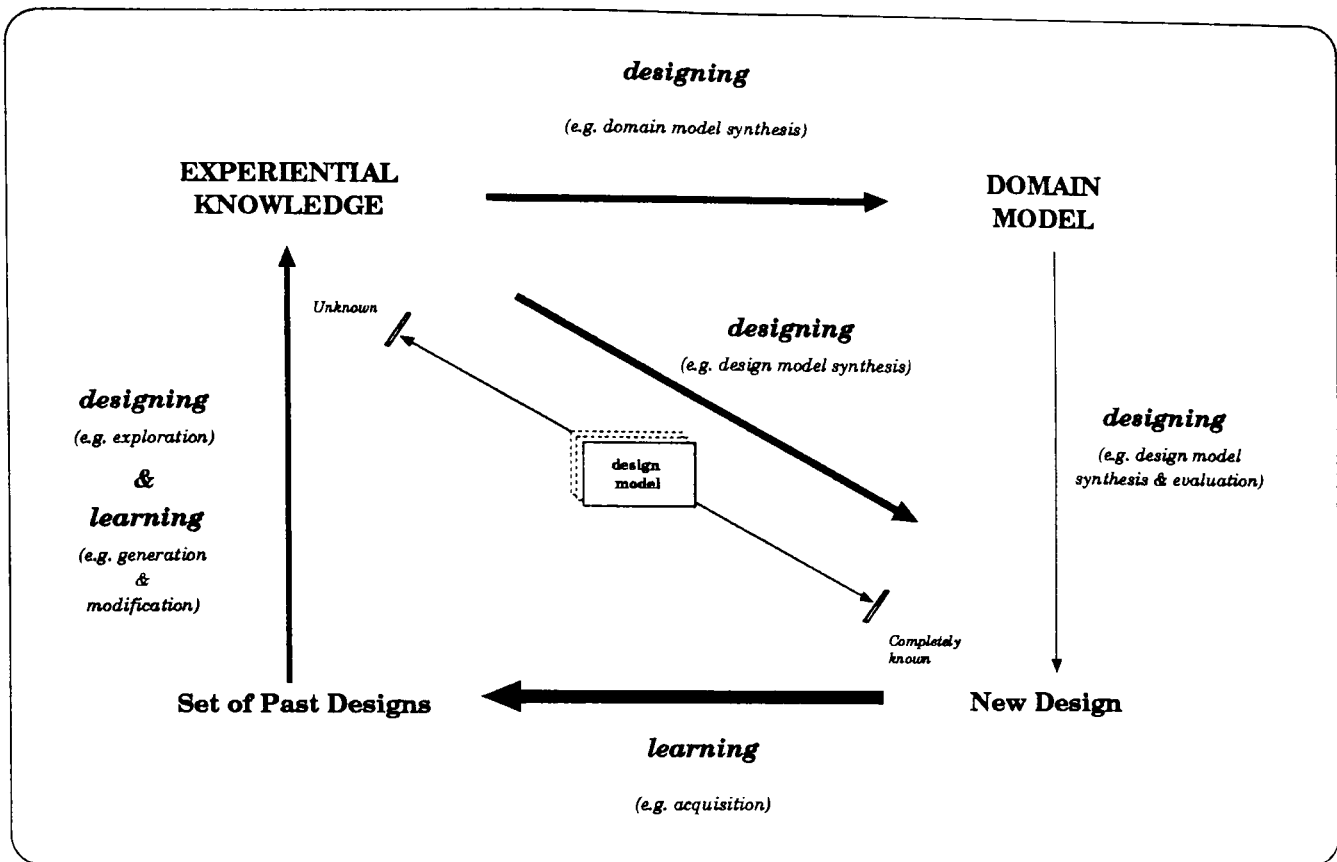 designing
(e.g. domain model synthesis)
EXPERIENTIAL
KNOWLEDGE
DOMAIN
MODEL
Unknown
designing
(e.g. design model synthesis)
designing
(e.g. exploration)
&
learning
(e.g. generation
&
modification)
design
model
designing
(e.g. design model
synthesis & evaluation)
Completely
known
Set of Past Designs
New Design
learning
(e.g. acquisition)